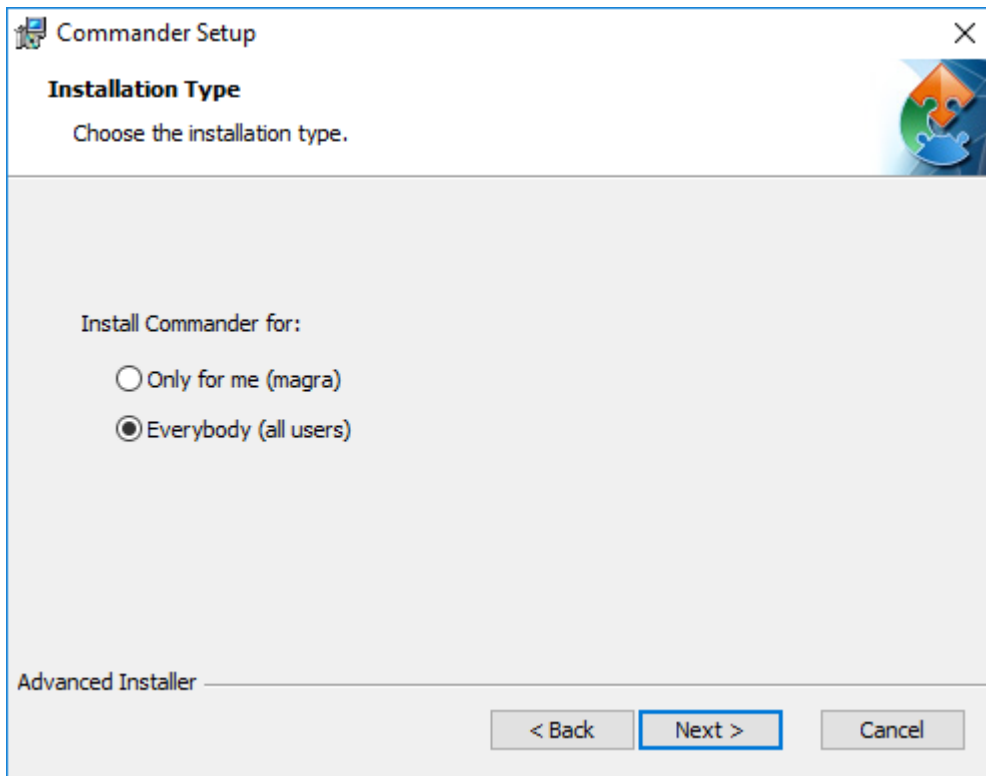 Commander Setup
Installation Type
Choose the installation type.
Install Commander for:
Only for me (magra)
Everybody (all users)
Advanced Installer
< Back Next > Cancel